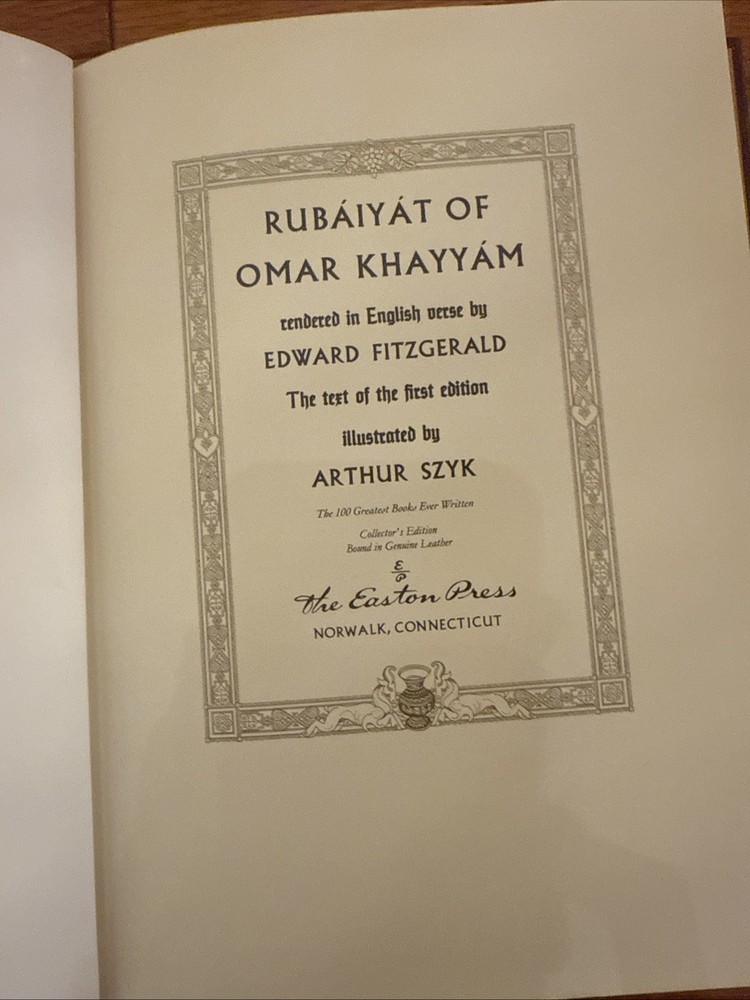 RUBÁIYÁT OF
OMAR KHAYYÁM
rendered in English verse by
EDWARD FITZGERALD
The text of the first edition
illustrated by
ARTHUR SZYK
The 100 Greatest Books Ever Written
Collector's Edition
Bound in Genuine Leather
E
P
The Easton Press
NORWALK, CONNECTICUT